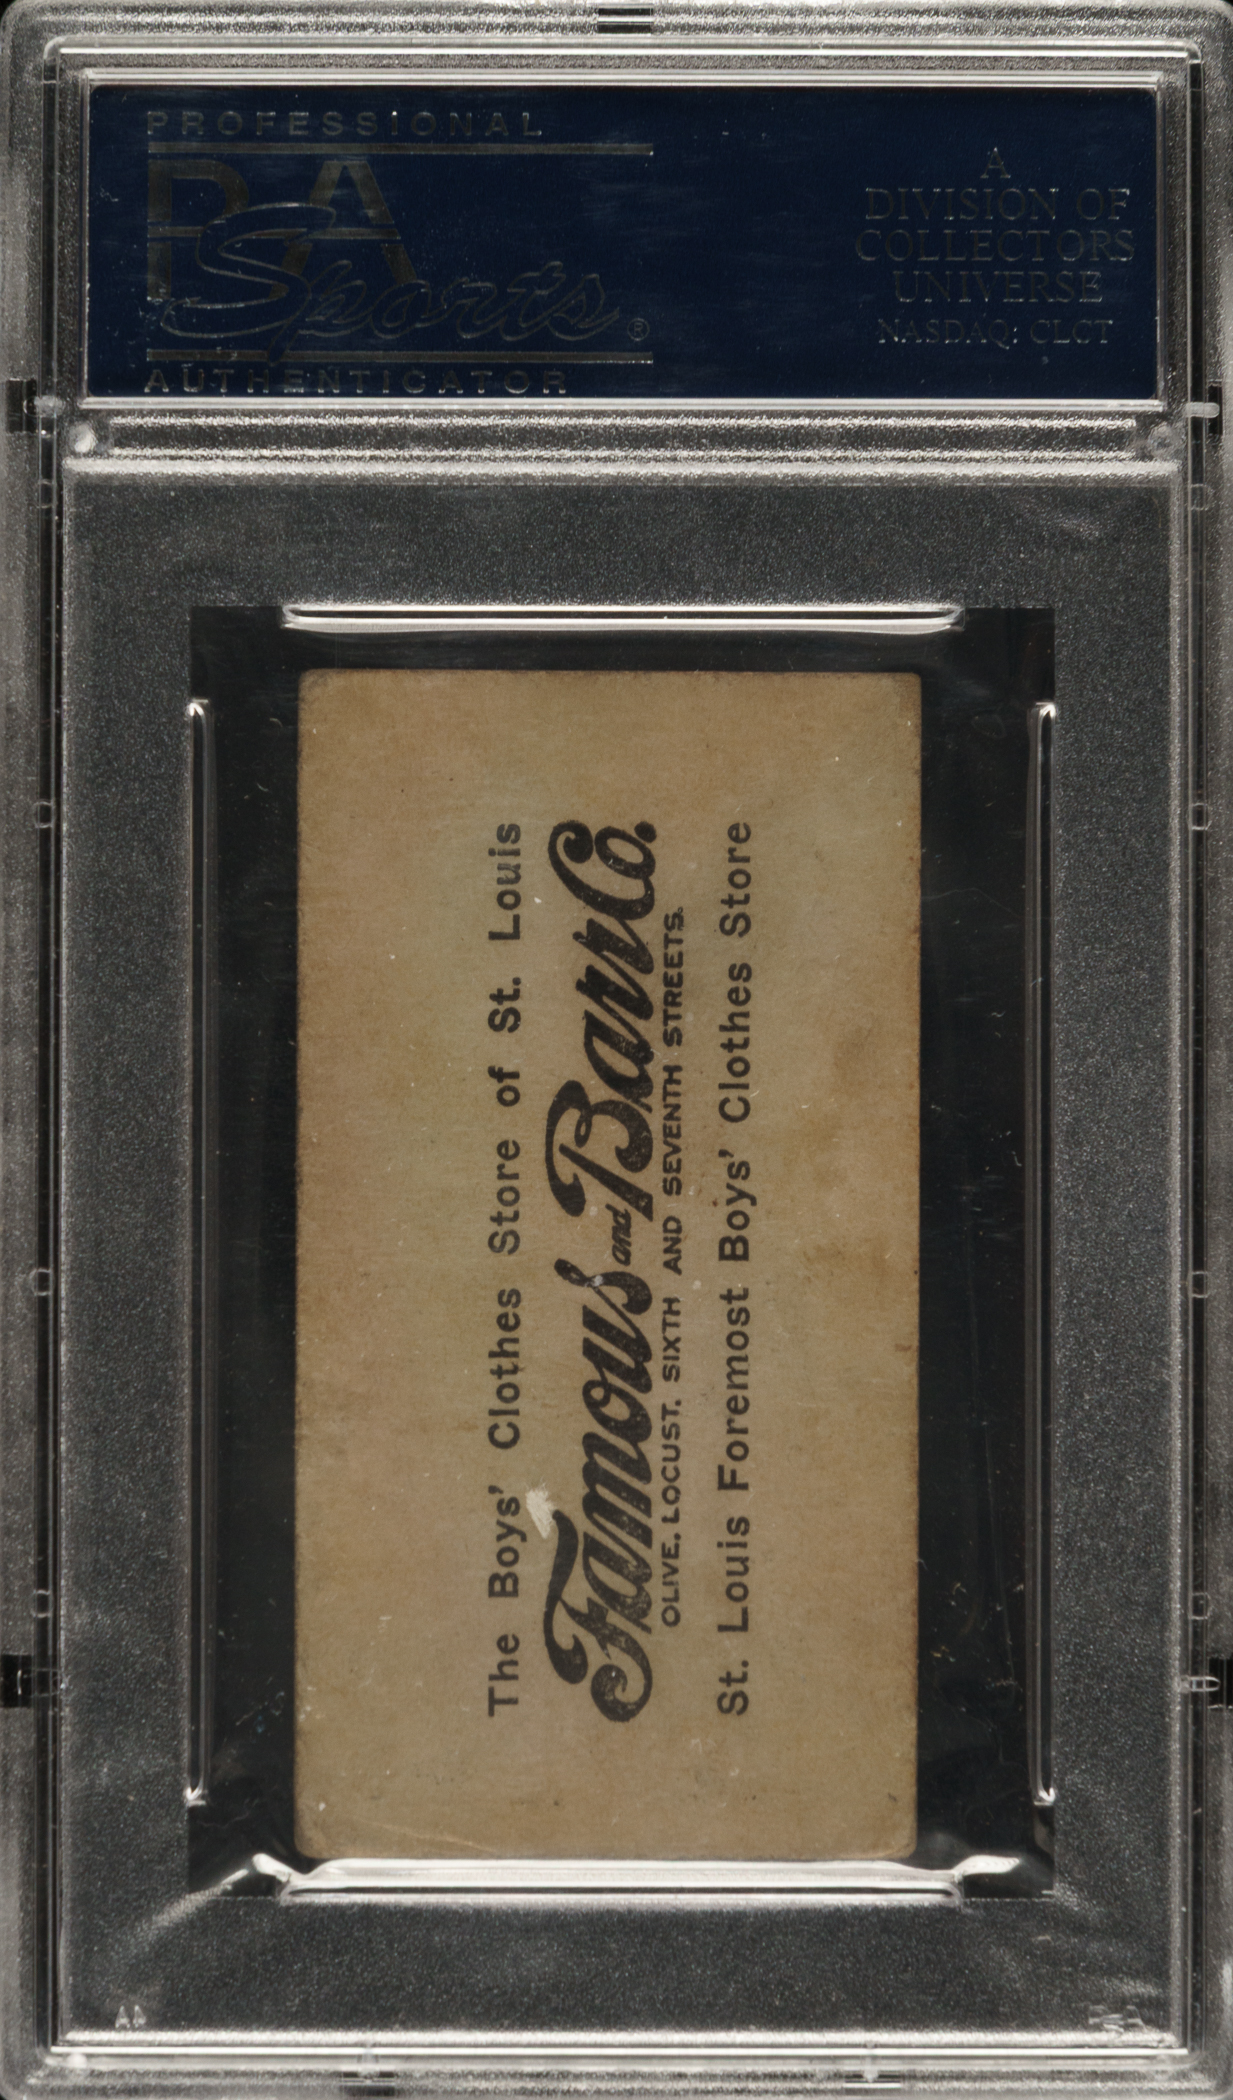 PROFESSIONAL
PSA
Sports®
AUTHENTICATOR
A
DIVISION OF
COLLECTORS
UNIVERSE
NASDAQ: CLCT
The Boys' Clothes Store of St. Louis
Famous and Barr Co.
OLIVE, LOCUST, SIXTH AND SEVENTH STREETS.
St. Louis Foremost Boys' Clothes Store